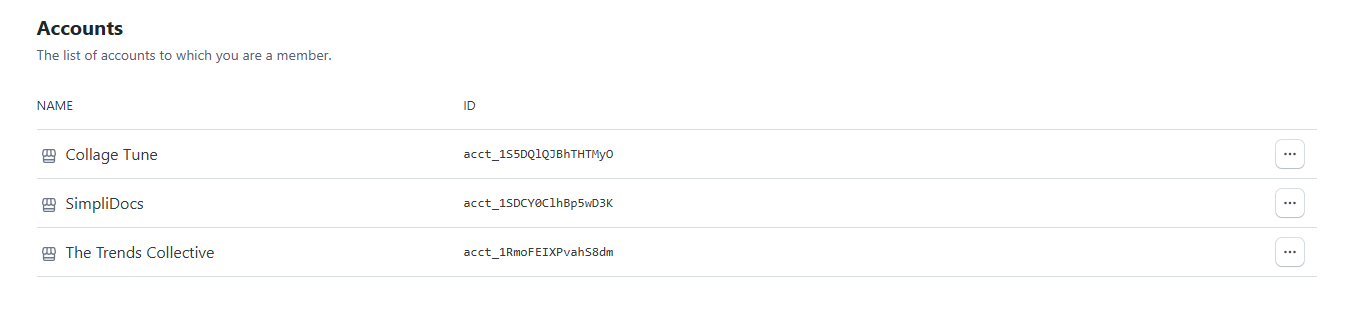 Accounts
The list of accounts to which you are a member.
NAME ID
Collage Tune acct_1S5DQlQJBhTHTMyO
SimpliDocs acct_1SDCY0ClhBp5wD3K
The Trends Collective acct_1RmoFEIXPvahS8dm